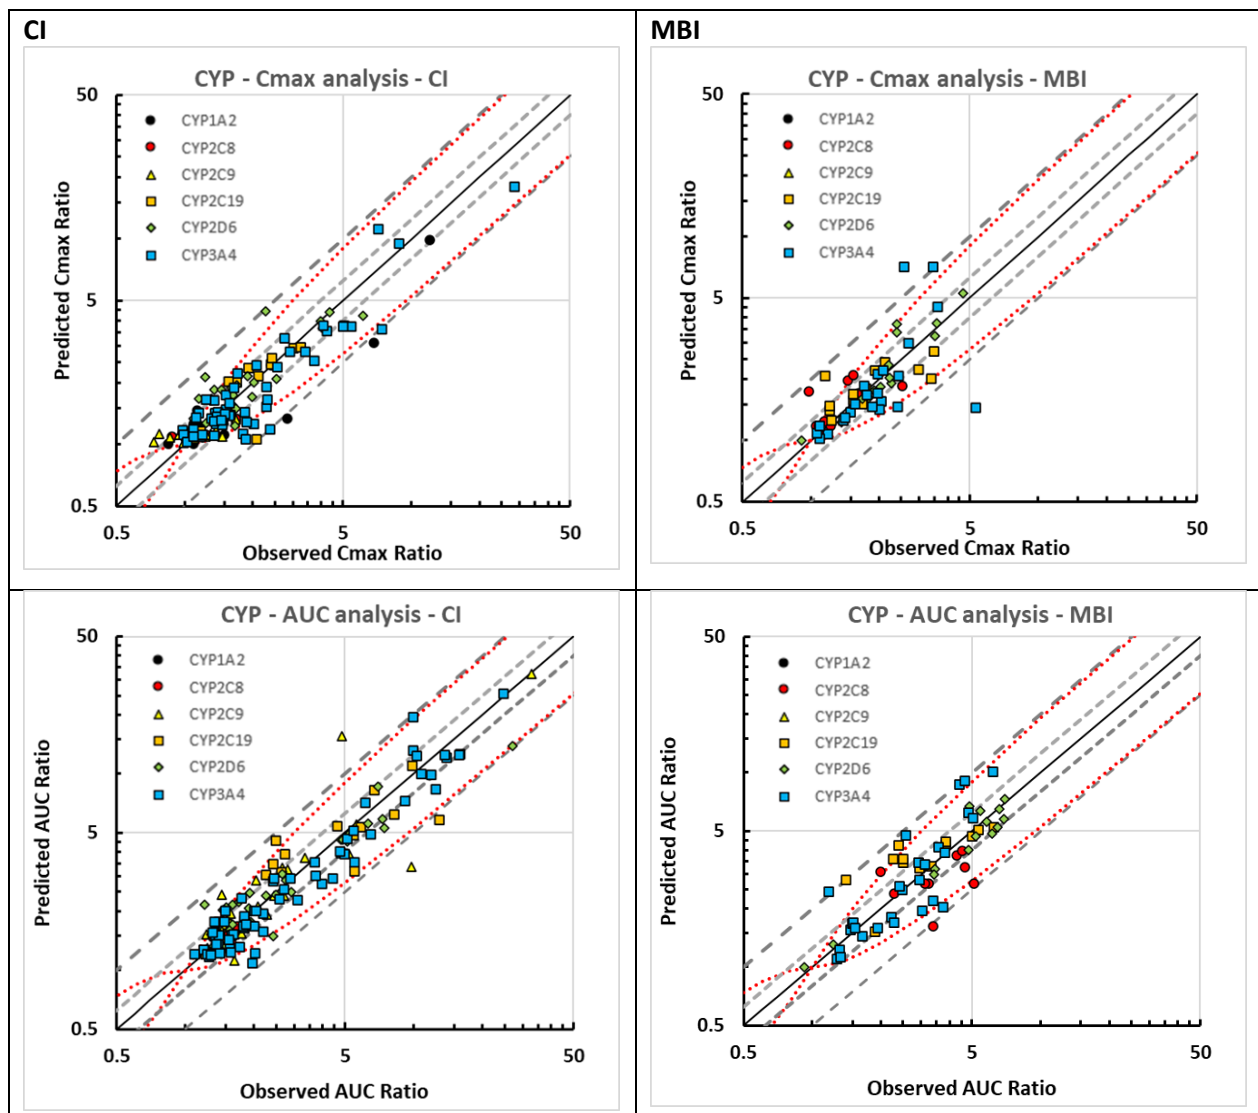 CI
CYP - Cmax analysis - CI
50
5
0.5
Predicted Cmax Ratio
CYP1A2
CYP2C8
CYP2C9
CYP2C19
CYP2D6
CYP3A4
0.5
5
50
Observed Cmax Ratio
MBI
CYP - Cmax analysis - MBI
50
5
0.5
Predicted Cmax Ratio
CYP1A2
CYP2C8
CYP2C9
CYP2C19
CYP2D6
CYP3A4
0.5
5
50
Observed Cmax Ratio
CYP - AUC analysis - CI
50
5
0.5
Predicted AUC Ratio
CYP1A2
CYP2C8
CYP2C9
CYP2C19
CYP2D6
CYP3A4
0.5
5
50
Observed AUC Ratio
CYP - AUC analysis - MBI
50
5
0.5
Predicted AUC Ratio
CYP1A2
CYP2C8
CYP2C9
CYP2C19
CYP2D6
CYP3A4
0.5
5
50
Observed AUC Ratio